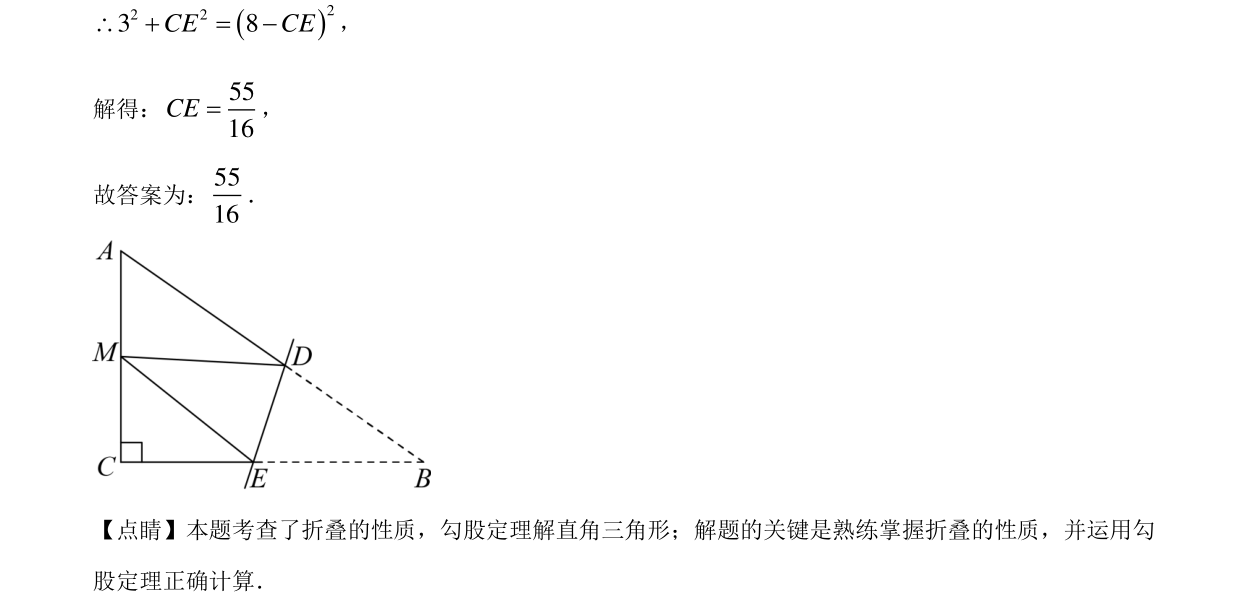 ∴3²+CE²=(8−CE)²,
解得：CE=55/16，
故答案为：55/16．
A
M
D
C
E
B
【点睛】本题考查了折叠的性质，勾股定理解直角三角形；解题的关键是熟练掌握折叠的性质，并运用勾
股定理正确计算．